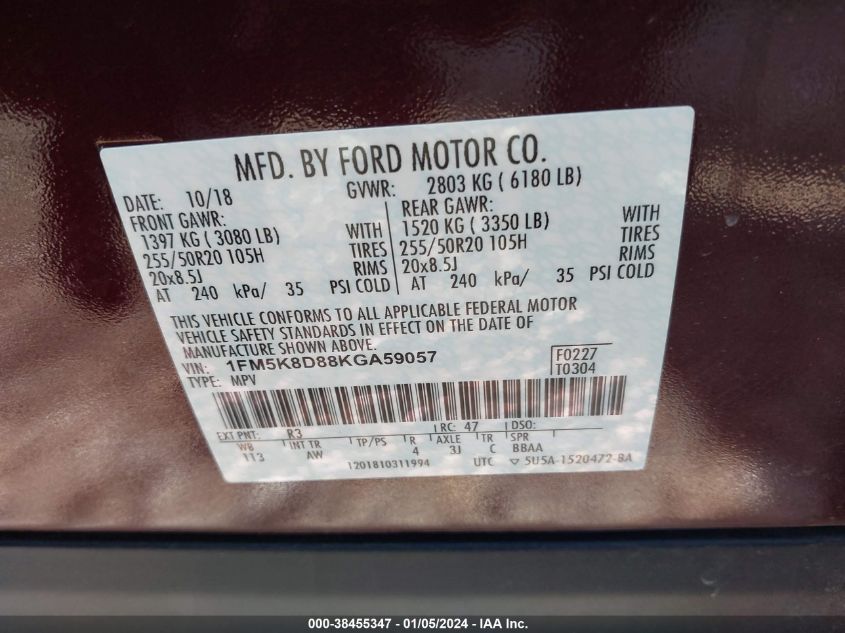 MFD. BY FORD MOTOR CO.
DATE: 10/18 GVWR: 2803 KG ( 6180 LB)
FRONT GAWR: REAR GAWR:
1397 KG ( 3080 LB) WITH 1520 KG ( 3350 LB) WITH
255/50R20 105H TIRES 255/50R20 105H TIRES
20x8.5J RIMS 20x8.5J RIMS
AT 240 kPa/ 35 PSI COLD AT 240 kPa/ 35 PSI COLD
THIS VEHICLE CONFORMS TO ALL APPLICABLE FEDERAL MOTOR
VEHICLE SAFETY STANDARDS IN EFFECT ON THE DATE OF
MANUFACTURE SHOWN ABOVE.
VIN: 1FM5K8D88KGA59057 F0227
TYPE: MPV T0304
EXT PNT: R3 RC: 47 DSO:
WB INT TR TP/PS R AXLE TR SPR
113 AW 4 3J C BBAA
1201810311994 UTC ▽ 5U5A-1520472-BA
000-38455347 - 01/05/2024 - IAA Inc.